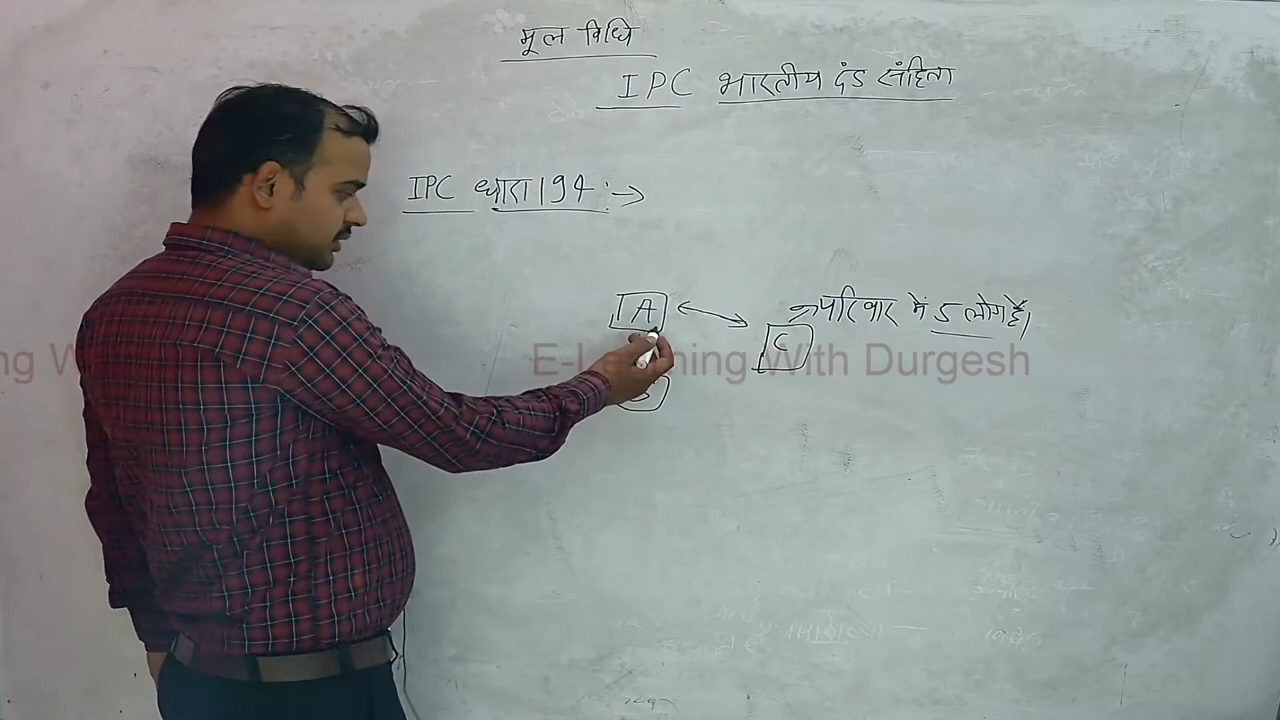 मूल विधि
IPC भारतीय दंड संहिता
IPC धारा 194 :→
A ↔
परिवार में 5 लोग हैं।
C
E-Learning With Durgesh